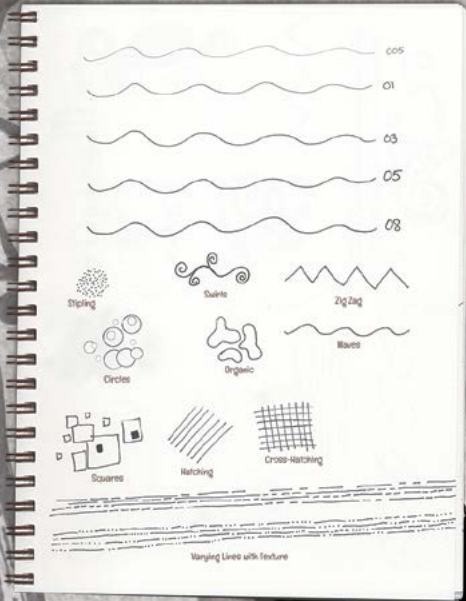 005
01
03
05
08
Stipling
Swirls
Zig Zag
Circles
Organic
Waves
Squares
Hatching
Cross-Hatching
Varying Lines with Texture